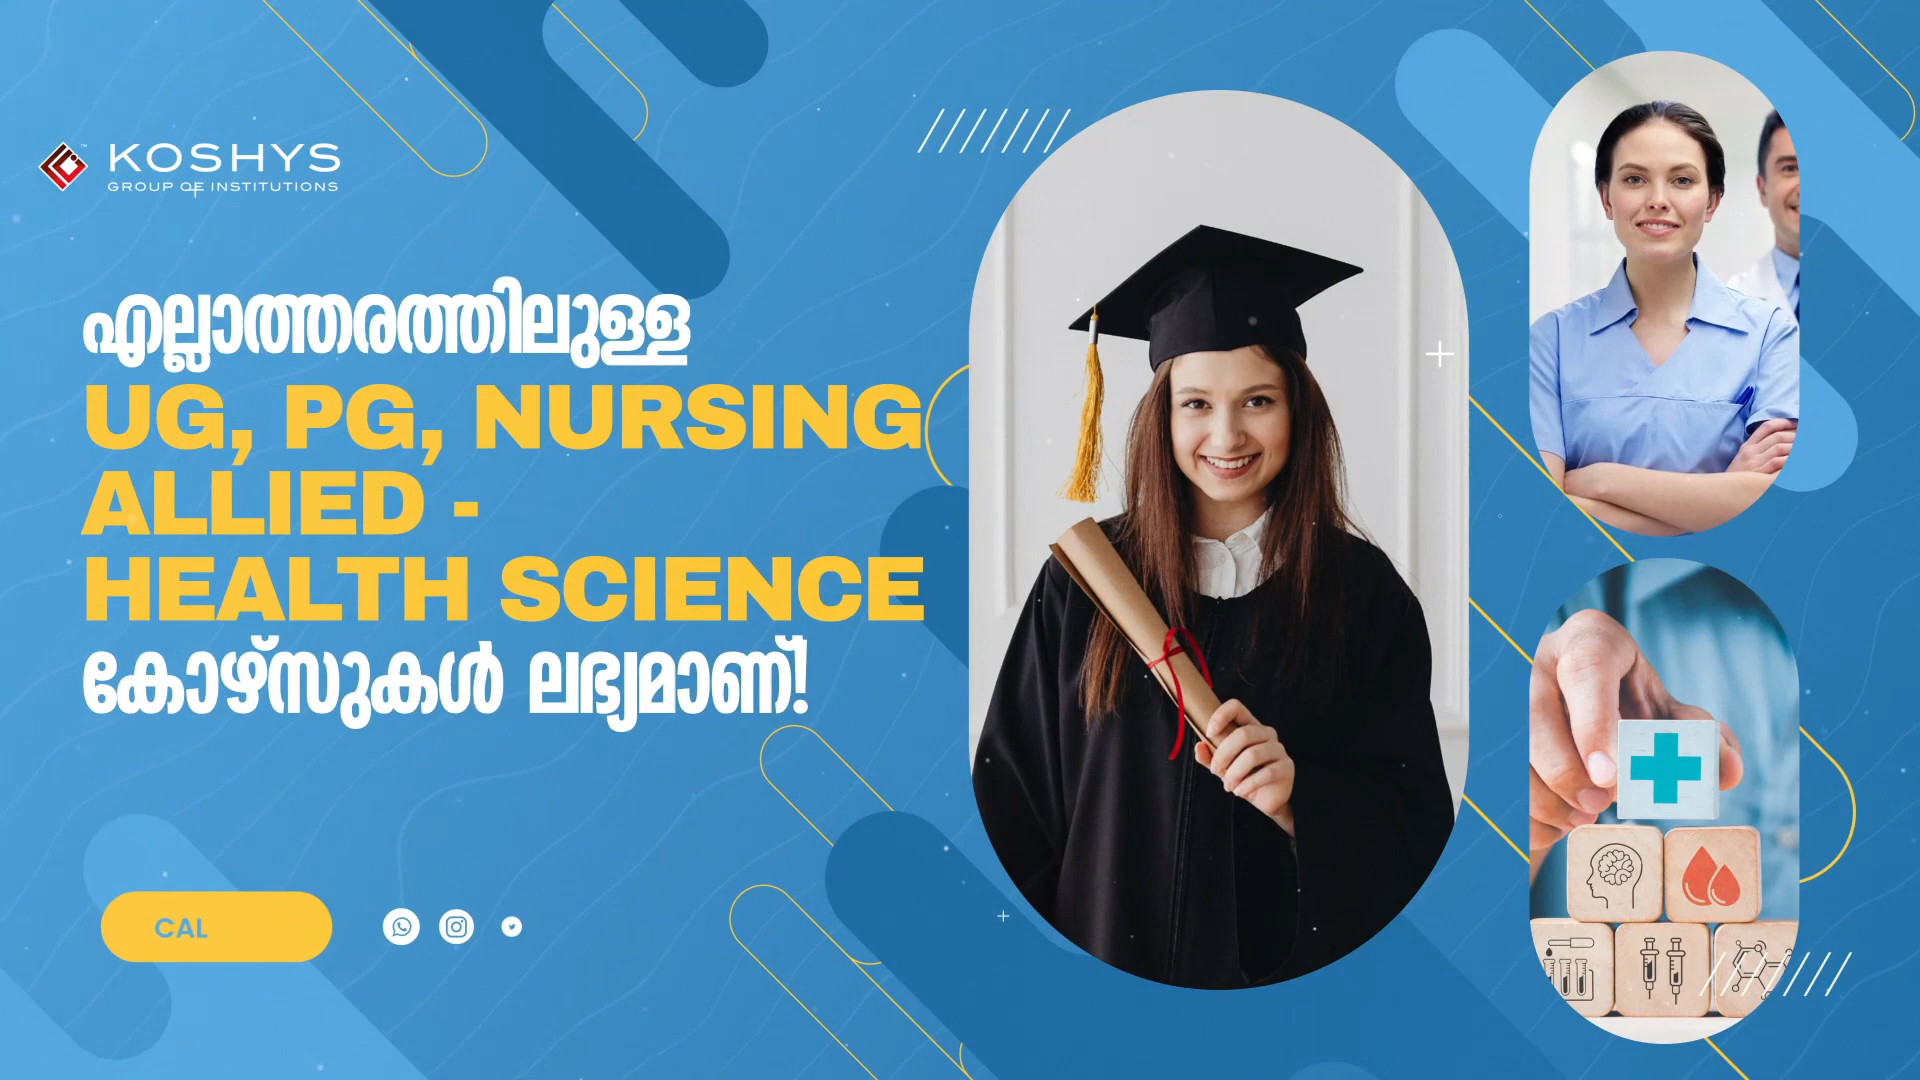 KOSHYS
GROUP OF INSTITUTIONS
എല്ലാത്തരത്തിലുള്ള
UG, PG, NURSING
ALLIED -
HEALTH SCIENCE
കോഴ്സുകൾ ലഭ്യമാണ്!
CAL